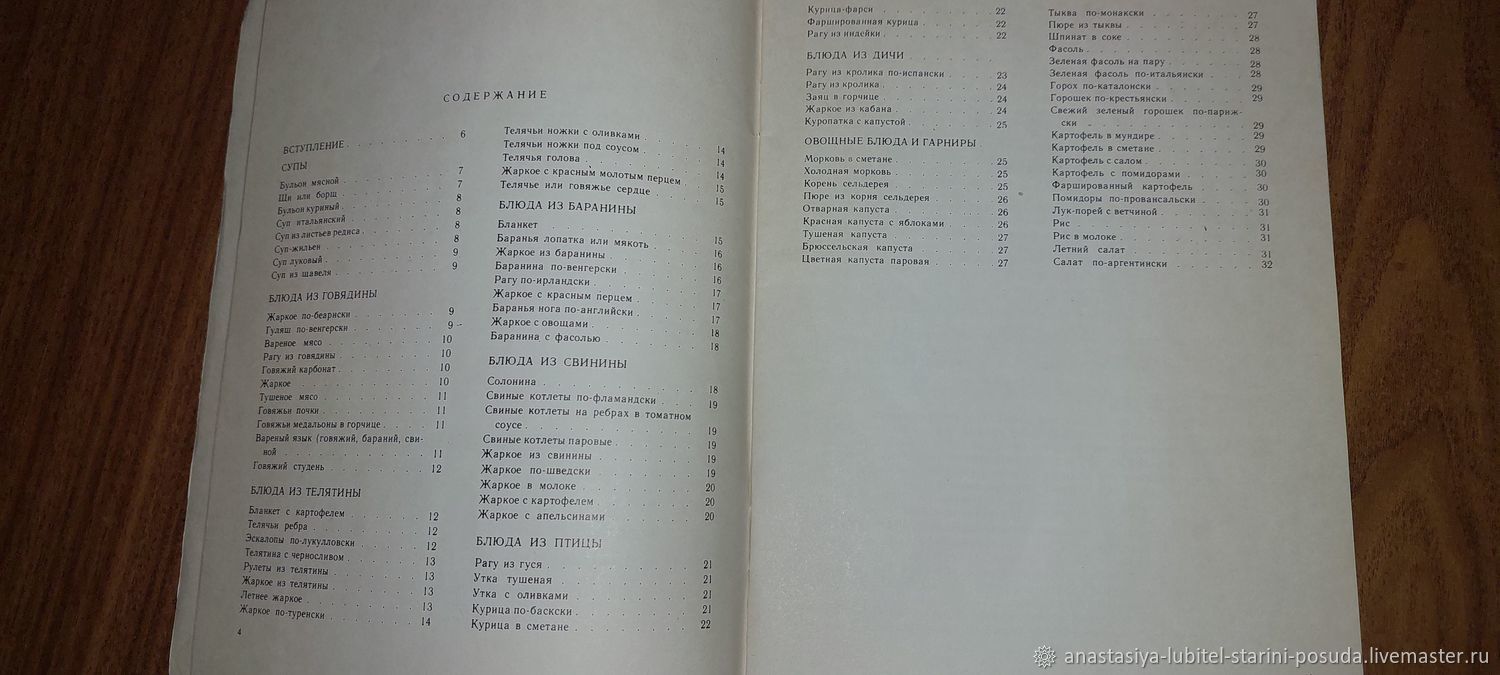 СОДЕРЖАНИЕ
ВСТУПЛЕНИЕ . . . . . 6
СУПЫ
Бульон мясной . . . . . 7
Щи или борщ . . . . . 7
Бульон куриный . . . . . 8
Суп итальянский . . . . . 8
Суп из листьев редиса . . . . . 8
Суп-жильен . . . . . 8
Суп луковый . . . . . 9
Суп из щавеля . . . . . 9
БЛЮДА ИЗ ГОВЯДИНЫ
Жаркое по-беарнски . . . . . 9
Гуляш по-венгерски . . . . . 9
Вареное мясо . . . . . 10
Рагу из говядины . . . . . 10
Говяжий карбонат . . . . . 10
Жаркое . . . . . 10
Тушеное мясо . . . . . 11
Говяжьи почки . . . . . 11
Говяжьи медальоны в горчице . . . . . 11
Вареный язык (говяжий, бараний, сви-
ной . . . . . 11
Говяжий студень . . . . . 12
БЛЮДА ИЗ ТЕЛЯТИНЫ
Бланкет с картофелем . . . . . 12
Телячьи ребра . . . . . 12
Эскалопы по-лукулловски . . . . . 12
Телятина с черносливом . . . . . 13
Рулеты из телятины . . . . . 13
Жаркое из телятины . . . . . 13
Летнее жаркое . . . . . 13
Жаркое по-туренски . . . . . 14
4
Телячьи ножки с оливками . . . . . 14
Телячьи ножки под соусом . . . . . 14
Телячья голова . . . . . 14
Жаркое с красным молотым перцем . . . . . 15
Телячье или говяжье сердце . . . . . 15
БЛЮДА ИЗ БАРАНИНЫ
Бланкет . . . . . 15
Баранья лопатка или мякоть . . . . . 16
Жаркое из баранины . . . . . 16
Баранина по-венгерски . . . . . 16
Рагу по-ирландски . . . . . 17
Жаркое с красным перцем . . . . . 17
Баранья нога по-английски . . . . . 17
Жаркое с овощами . . . . . 18
Баранина с фасолью . . . . . 18
БЛЮДА ИЗ СВИНИНЫ
Солонина . . . . . 18
Свиные котлеты по-фламандски . . . . . 19
Свиные котлеты на ребрах в томатном
соусе . . . . . 19
Свиные котлеты паровые . . . . . 19
Жаркое из свинины . . . . . 19
Жаркое по-шведски . . . . . 19
Жаркое в молоке . . . . . 20
Жаркое с картофелем . . . . . 20
Жаркое с апельсинами . . . . . 20
БЛЮДА ИЗ ПТИЦЫ
Рагу из гуся . . . . . 21
Утка тушеная . . . . . 21
Утка с оливками . . . . . 21
Курица по-баскски . . . . . 21
Курица в сметане . . . . . 22
Курица-фарси . . . . . 22
Фаршированная курица . . . . . 22
Рагу из индейки . . . . . 22
БЛЮДА ИЗ ДИЧИ
Рагу из кролика по-испански . . . . . 23
Рагу из кролика . . . . . 24
Заяц в горчице . . . . . 24
Жаркое из кабана . . . . . 24
Куропатка с капустой . . . . . 25
ОВОЩНЫЕ БЛЮДА И ГАРНИРЫ
Морковь в сметане . . . . . 25
Холодная морковь . . . . . 25
Корень сельдерея . . . . . 25
Пюре из корня сельдерея . . . . . 26
Отварная капуста . . . . . 26
Красная капуста с яблоками . . . . . 26
Тушеная капуста . . . . . 27
Брюссельская капуста . . . . . 27
Цветная капуста паровая . . . . . 27
Тыква по-монакски . . . . . 27
Пюре из тыквы . . . . . 27
Шпинат в соке . . . . . 28
Фасоль . . . . . 28
Зеленая фасоль на пару . . . . . 28
Зеленая фасоль по-итальянски . . . . . 28
Горох по-каталонски . . . . . 29
Горошек по-крестьянски . . . . . 29
Свежий зеленый горошек по-париж-
ски . . . . . 29
Картофель в мундире . . . . . 29
Картофель в сметане . . . . . 29
Картофель с салом . . . . . 30
Картофель с помидорами . . . . . 30
Фаршированный картофель . . . . . 30
Помидоры по-провансальски . . . . . 30
Лук-порей с ветчиной . . . . . 31
Рис . . . . . 31
Рис в молоке . . . . . 31
Летний салат . . . . . 31
Салат по-аргентински . . . . . 32
anastasiya-lubitel-starini-posuda.livemaster.ru